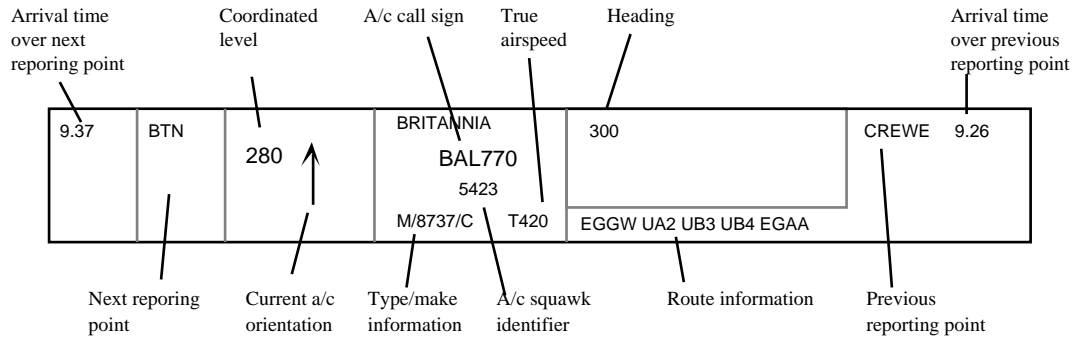 Arrival time
over next
reporing point
Coordinated
level
A/c call sign
True
airspeed
Heading
Arrival time
over previous
reporting point
9.37
BTN
280
BRITANNIA
BAL770
5423
M/8737/C
T420
300
EGGW UA2 UB3 UB4 EGAA
CREWE
9.26
Next reporing
point
Current a/c
orientation
Type/make
information
A/c squawk
identifier
Route information
Previous
reporting point